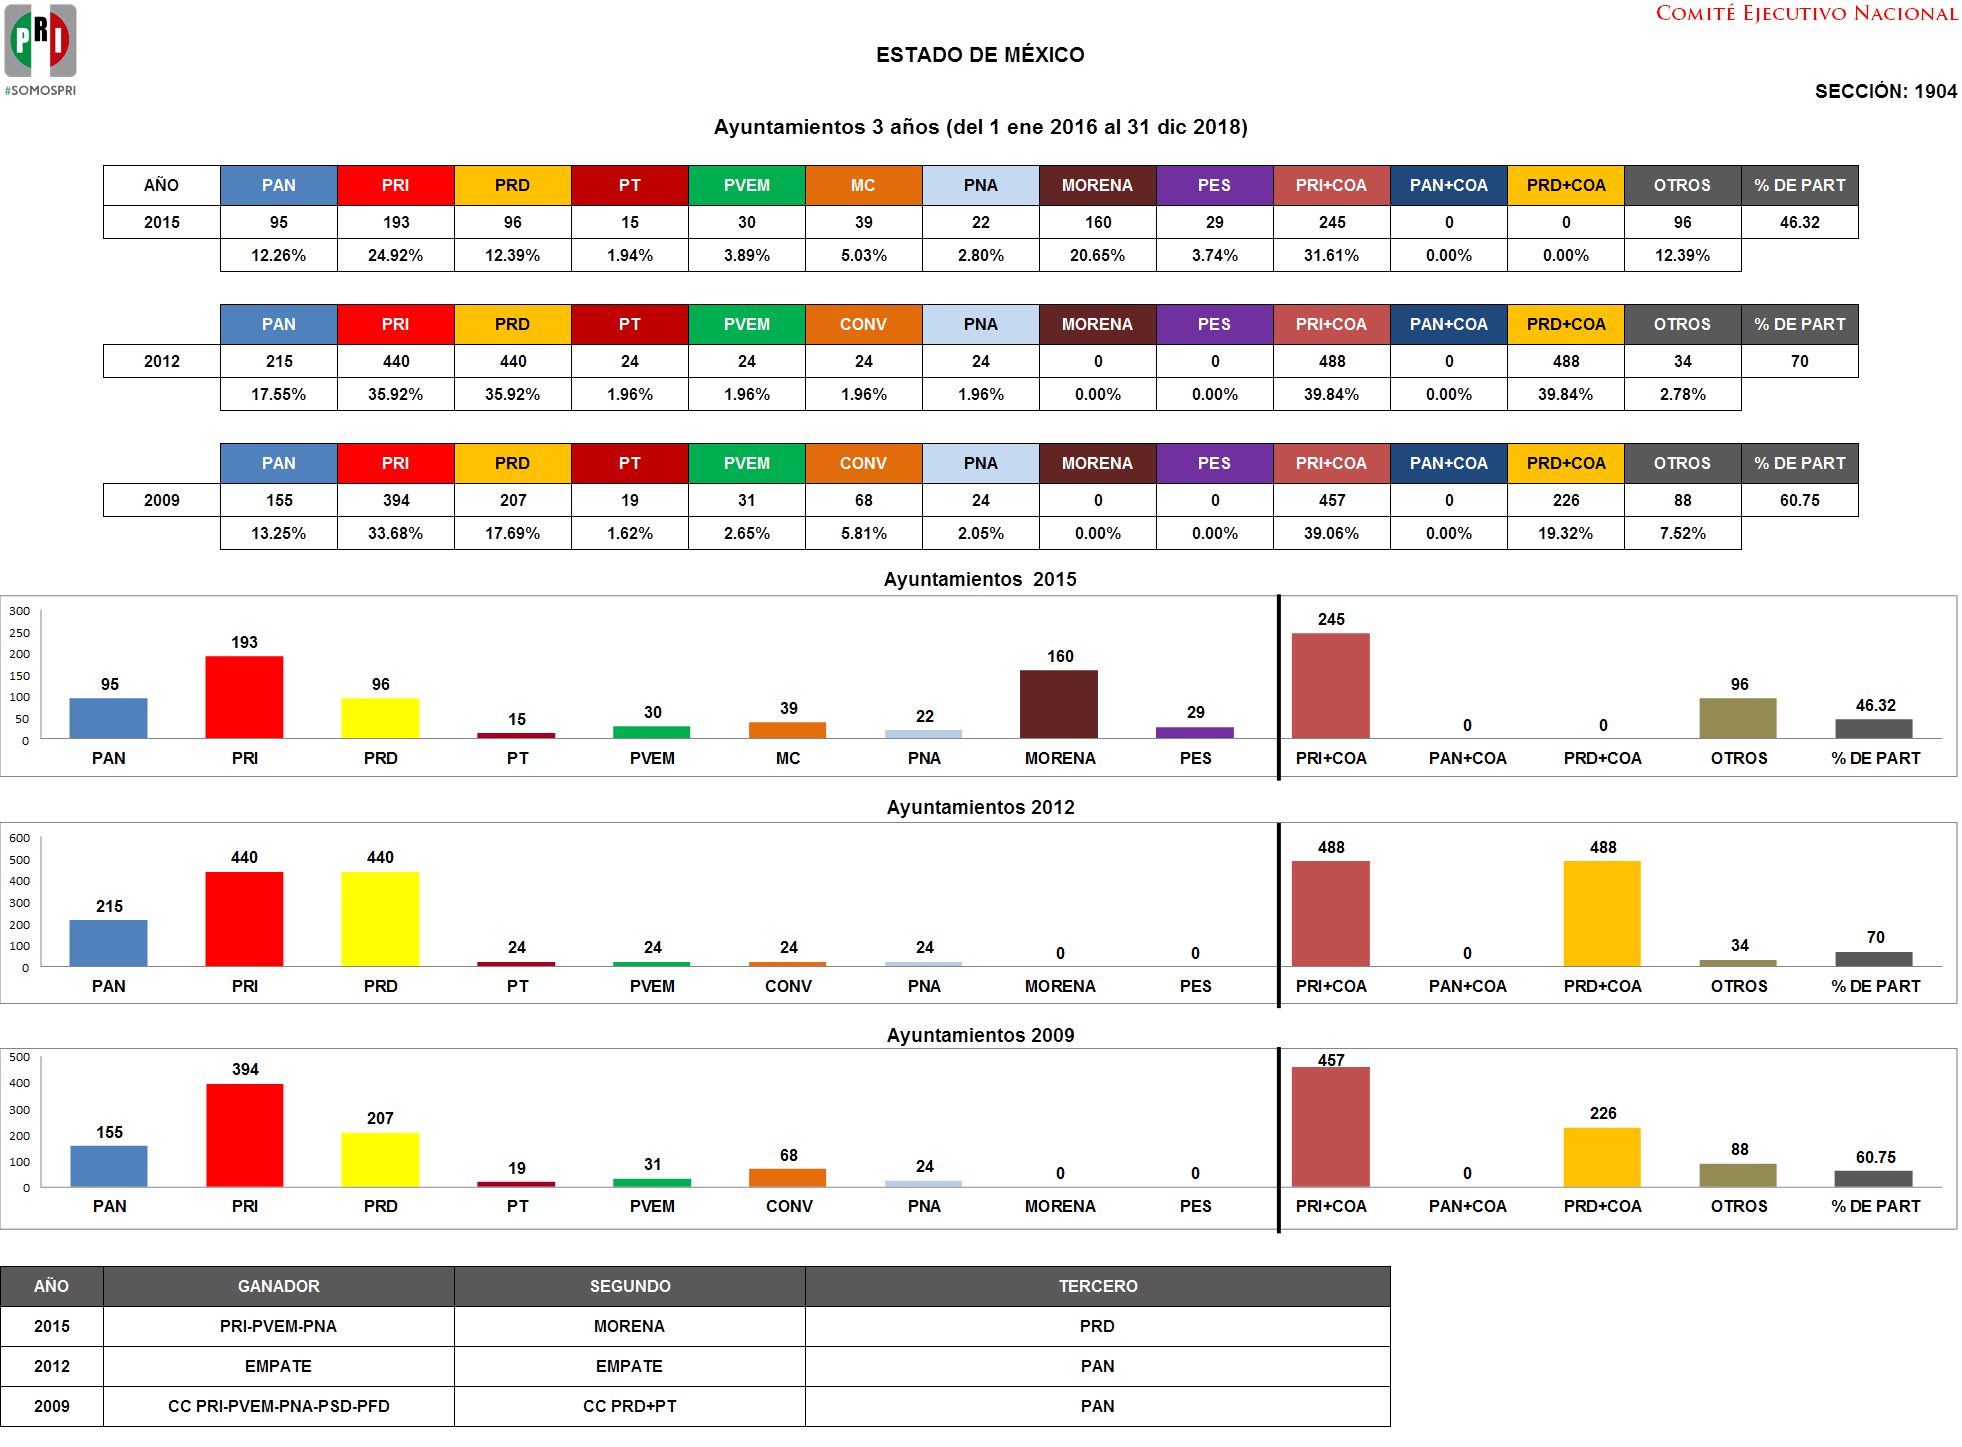 PRI
#SOMOSPRI
COMITÉ EJECUTIVO NACIONAL
ESTADO DE MÉXICO
SECCIÓN: 1904
Ayuntamientos 3 años (del 1 ene 2016 al 31 dic 2018)
AÑO PAN PRI PRD PT PVEM MC PNA MORENA PES PRI+COA PAN+COA PRD+COA OTROS % DE PART
2015 95 193 96 15 30 39 22 160 29 245 0 0 96 46.32
12.26% 24.92% 12.39% 1.94% 3.89% 5.03% 2.80% 20.65% 3.74% 31.61% 0.00% 0.00% 12.39%
PAN PRI PRD PT PVEM CONV PNA MORENA PES PRI+COA PAN+COA PRD+COA OTROS % DE PART
2012 215 440 440 24 24 24 24 0 0 488 0 488 34 70
17.55% 35.92% 35.92% 1.96% 1.96% 1.96% 1.96% 0.00% 0.00% 39.84% 0.00% 39.84% 2.78%
PAN PRI PRD PT PVEM CONV PNA MORENA PES PRI+COA PAN+COA PRD+COA OTROS % DE PART
2009 155 394 207 19 31 68 24 0 0 457 0 226 88 60.75
13.25% 33.68% 17.69% 1.62% 2.65% 5.81% 2.05% 0.00% 0.00% 39.06% 0.00% 19.32% 7.52%
Ayuntamientos 2015
300
250
200
150
100
50
0
95 193 96 15 30 39 22 160 29 245 0 0 96 46.32
PAN PRI PRD PT PVEM MC PNA MORENA PES PRI+COA PAN+COA PRD+COA OTROS % DE PART
Ayuntamientos 2012
600
500
400
300
200
100
0
215 440 440 24 24 24 24 0 0 488 0 488 34 70
PAN PRI PRD PT PVEM CONV PNA MORENA PES PRI+COA PAN+COA PRD+COA OTROS % DE PART
Ayuntamientos 2009
500
400
300
200
100
0
155 394 207 19 31 68 24 0 0 457 0 226 88 60.75
PAN PRI PRD PT PVEM CONV PNA MORENA PES PRI+COA PAN+COA PRD+COA OTROS % DE PART
AÑO GANADOR SEGUNDO TERCERO
2015 PRI-PVEM-PNA MORENA PRD
2012 EMPATE EMPATE PAN
2009 CC PRI-PVEM-PNA-PSD-PFD CC PRD+PT PAN